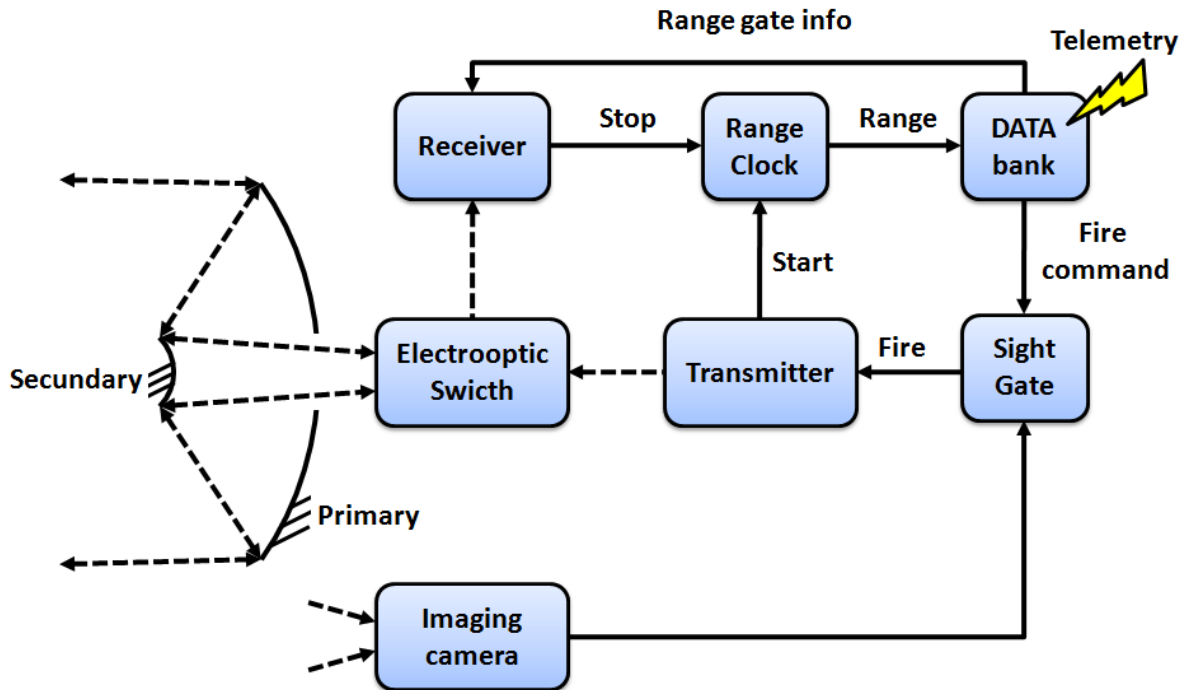 Range gate info
Telemetry
Receiver
Stop
Range
Clock
Range
DATA
bank
Start
Fire
command
Secundary
Electrooptic
Swicth
Transmitter
Fire
Sight
Gate
Primary
Imaging
camera